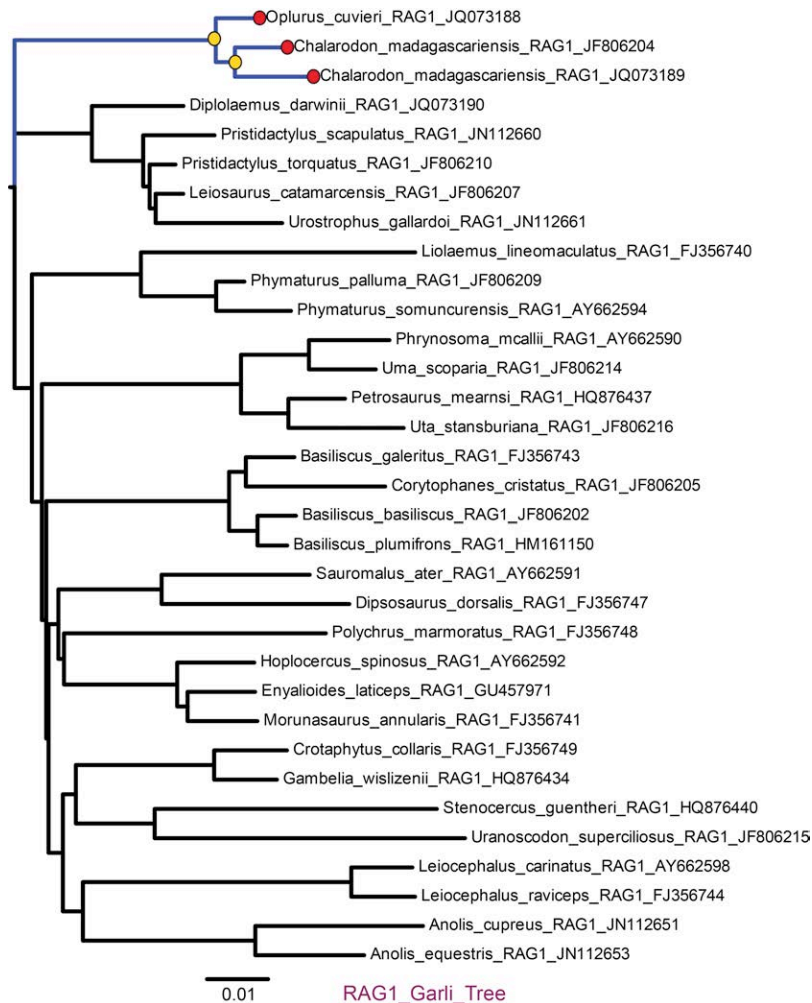 Oplurus_cuvieri_RAG1_JQ073188
Chalarodon_madagascariensis_RAG1_JF806204
Chalarodon_madagascariensis_RAG1_JQ073189
Diplolaemus_darwinii_RAG1_JQ073190
Pristidactylus_scapulatus_RAG1_JN112660
Pristidactylus_torquatus_RAG1_JF806210
Leiosaurus_catamarcensis_RAG1_JF806207
Urostrophus_gallardoi_RAG1_JN112661
Liolaemus_lineomaculatus_RAG1_FJ356740
Phymaturus_palluma_RAG1_JF806209
Phymaturus_somuncurensis_RAG1_AY662594
Phrynosoma_mcallii_RAG1_AY662590
Uma_scoparia_RAG1_JF806214
Petrosaurus_mearnsi_RAG1_HQ876437
Uta_stansburiana_RAG1_JF806216
Basiliscus_galeritus_RAG1_FJ356743
Corytophanes_cristatus_RAG1_JF806205
Basiliscus_basiliscus_RAG1_JF806202
Basiliscus_plumifrons_RAG1_HM161150
Sauromalus_ater_RAG1_AY662591
Dipsosaurus_dorsalis_RAG1_FJ356747
Polychrus_marmoratus_RAG1_FJ356748
Hoplocercus_spinosus_RAG1_AY662592
Enyalioides_laticeps_RAG1_GU457971
Morunasaurus_annularis_RAG1_FJ356741
Crotaphytus_collaris_RAG1_FJ356749
Gambelia_wislizenii_RAG1_HQ876434
Stenocercus_guentheri_RAG1_HQ876440
Uranoscodon_superciliosus_RAG1_JF806215
Leiocephalus_carinatus_RAG1_AY662598
Leiocephalus_raviceps_RAG1_FJ356744
Anolis_cupreus_RAG1_JN112651
Anolis_equestris_RAG1_JN112653
0.01
RAG1_Garli_Tree